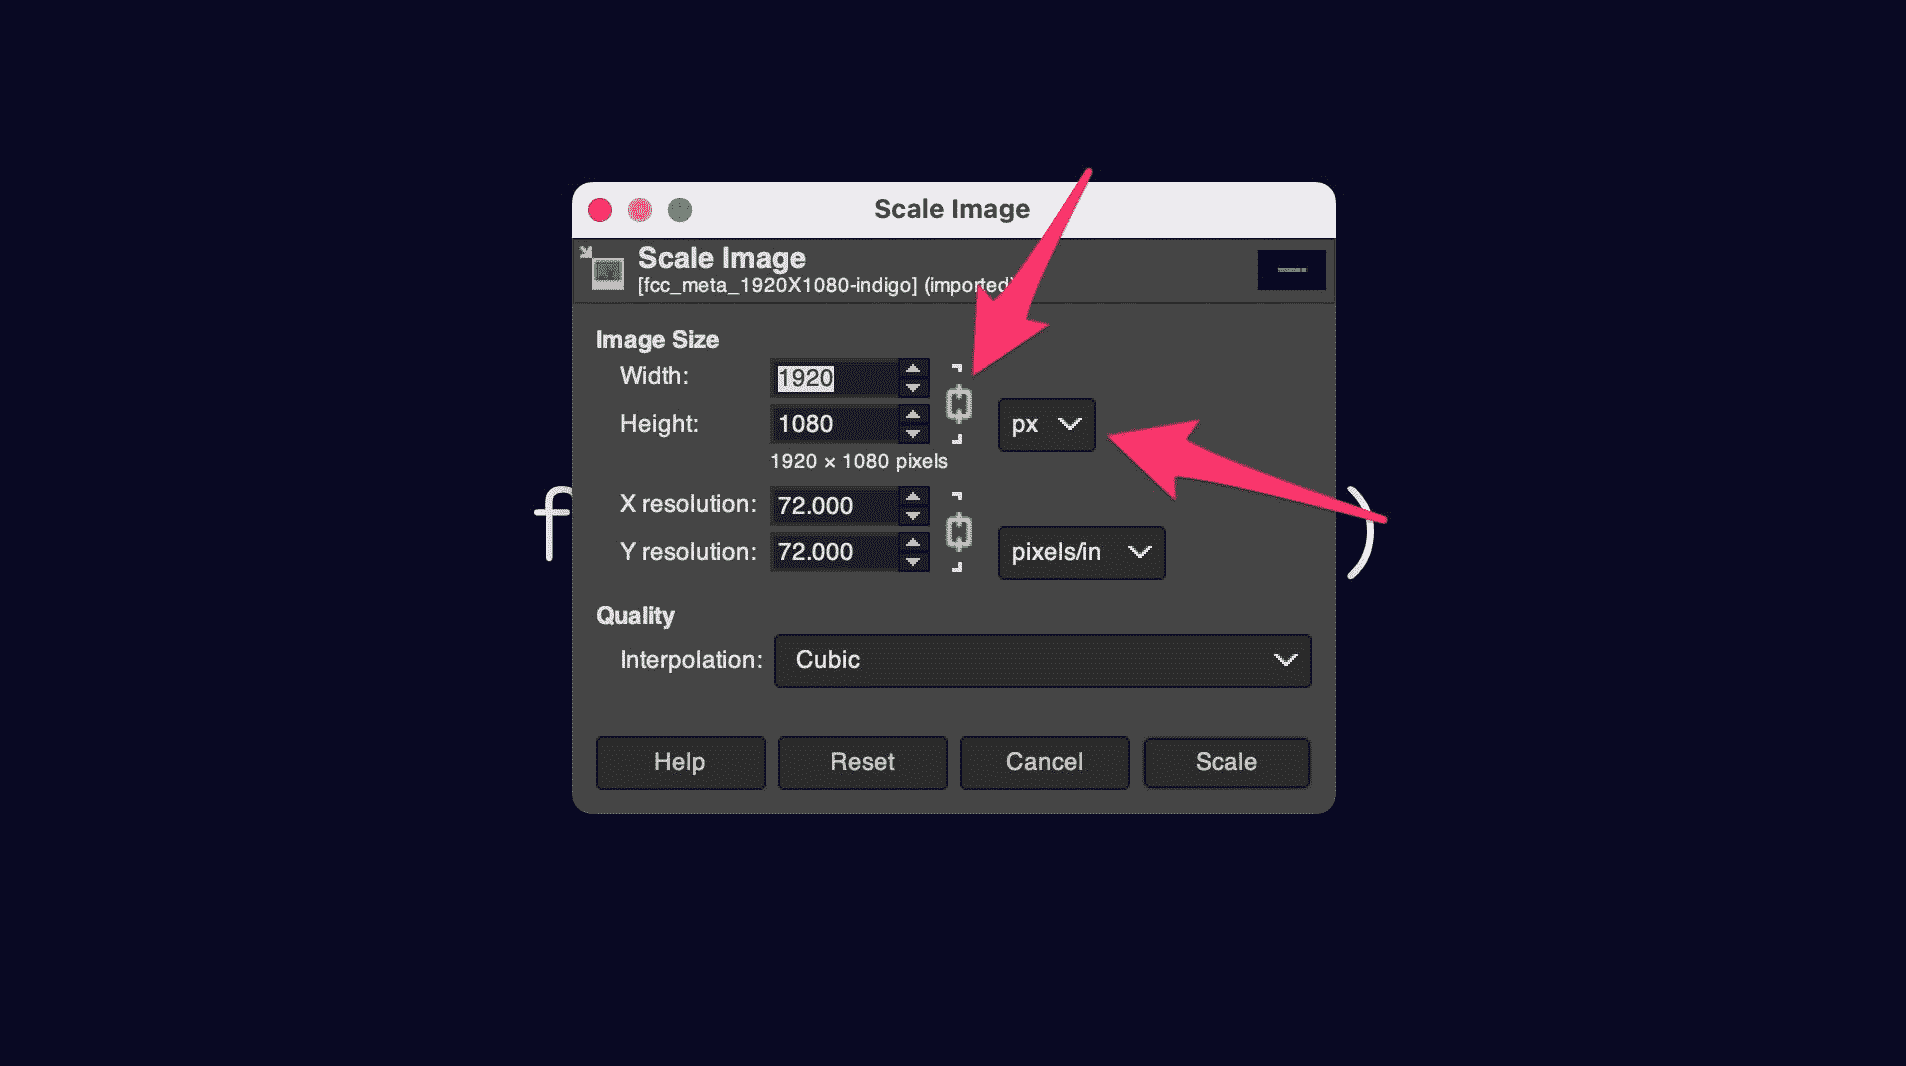 Scale Image
Scale Image
[fcc_meta_1920X1080-indigo] (imported)
Image Size
Width: 1920
Height: 1080
px
1920 × 1080 pixels
X resolution: 72.000
Y resolution: 72.000
pixels/in
f )
Quality
Interpolation: Cubic
Help Reset Cancel Scale